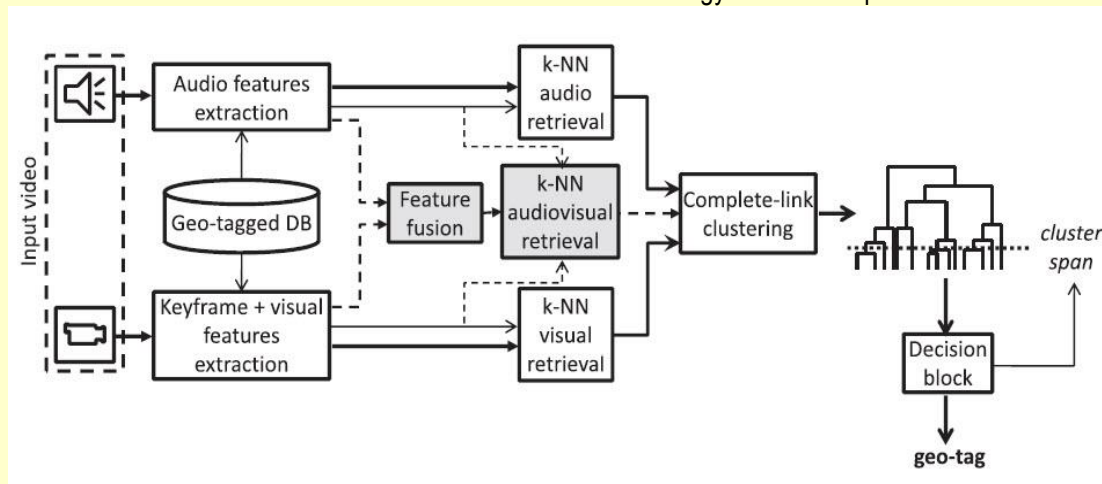 gy
Input video
Audio features
extraction
Geo-tagged DB
Keyframe + visual
features
extraction
Feature
fusion
k-NN
audio
retrieval
k-NN
audiovisual
retrieval
k-NN
visual
retrieval
Complete-link
clustering
cluster
span
Decision
block
geo-tag